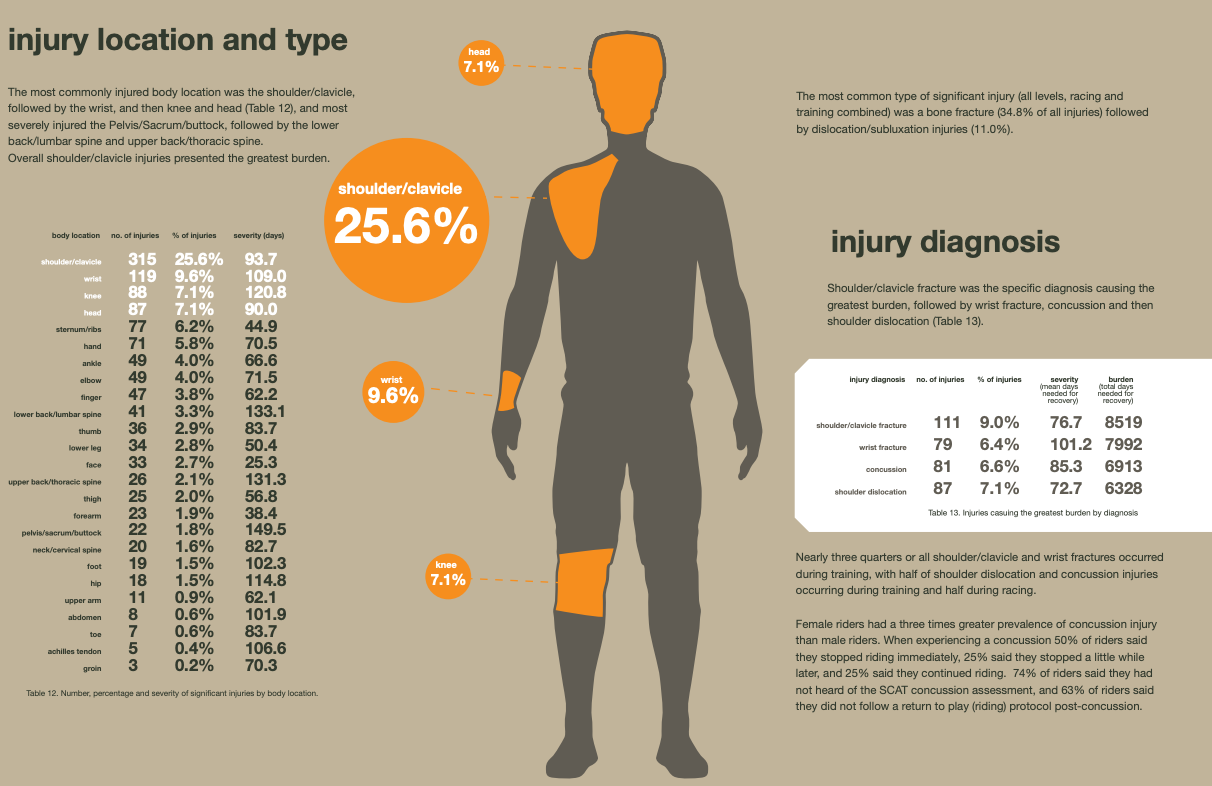 injury location and type
The most commonly injured body location was the shoulder/clavicle,
followed by the wrist, and then knee and head (Table 12), and most
severely injured the Pelvis/Sacrum/buttock, followed by the lower
back/lumbar spine and upper back/thoracic spine.
Overall shoulder/clavicle injuries presented the greatest burden.
body location no. of injuries % of injuries severity (days)
shoulder/clavicle 315 25.6% 93.7
wrist 119 9.6% 109.0
knee 88 7.1% 120.8
head 87 7.1% 90.0
sternum/ribs 77 6.2% 44.9
hand 71 5.8% 70.5
ankle 49 4.0% 66.6
elbow 49 4.0% 71.5
finger 47 3.8% 62.2
lower back/lumbar spine 41 3.3% 133.1
thumb 36 2.9% 83.7
lower leg 34 2.8% 50.4
face 33 2.7% 25.3
upper back/thoracic spine 26 2.1% 131.3
thigh 25 2.0% 56.8
forearm 23 1.9% 38.4
pelvis/sacrum/buttock 22 1.8% 149.5
neck/cervical spine 20 1.6% 82.7
foot 19 1.5% 102.3
hip 18 1.5% 114.8
upper arm 11 0.9% 62.1
abdomen 8 0.6% 101.9
toe 7 0.6% 83.7
achilles tendon 5 0.4% 106.6
groin 3 0.2% 70.3
Table 12. Number, percentage and severity of significant injuries by body location.
head
7.1%
shoulder/clavicle
25.6%
wrist
9.6%
knee
7.1%
The most common type of significant injury (all levels, racing and
training combined) was a bone fracture (34.8% of all injuries) followed
by dislocation/subluxation injuries (11.0%).
injury diagnosis
Shoulder/clavicle fracture was the specific diagnosis causing the
greatest burden, followed by wrist fracture, concussion and then
shoulder dislocation (Table 13).
injury diagnosis no. of injuries % of injuries severity burden
(mean days (total days
needed for needed for
recovery) recovery)
shoulder/clavicle fracture 111 9.0% 76.7 8519
wrist fracture 79 6.4% 101.2 7992
concussion 81 6.6% 85.3 6913
shoulder dislocation 87 7.1% 72.7 6328
Table 13. Injuries casuing the greatest burden by diagnosis
Nearly three quarters or all shoulder/clavicle and wrist fractures occurred
during training, with half of shoulder dislocation and concussion injuries
occurring during training and half during racing.
Female riders had a three times greater prevalence of concussion injury
than male riders. When experiencing a concussion 50% of riders said
they stopped riding immediately, 25% said they stopped a little while
later, and 25% said they continued riding.  74% of riders said they had
not heard of the SCAT concussion assessment, and 63% of riders said
they did not follow a return to play (riding) protocol post-concussion.